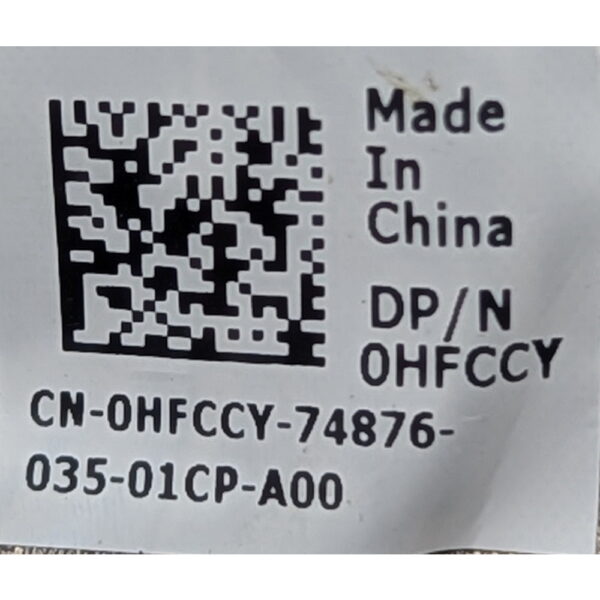 Made
In
China
DP/N
0HFCCY
CN-0HFCCY-74876-
035-01CP-A00